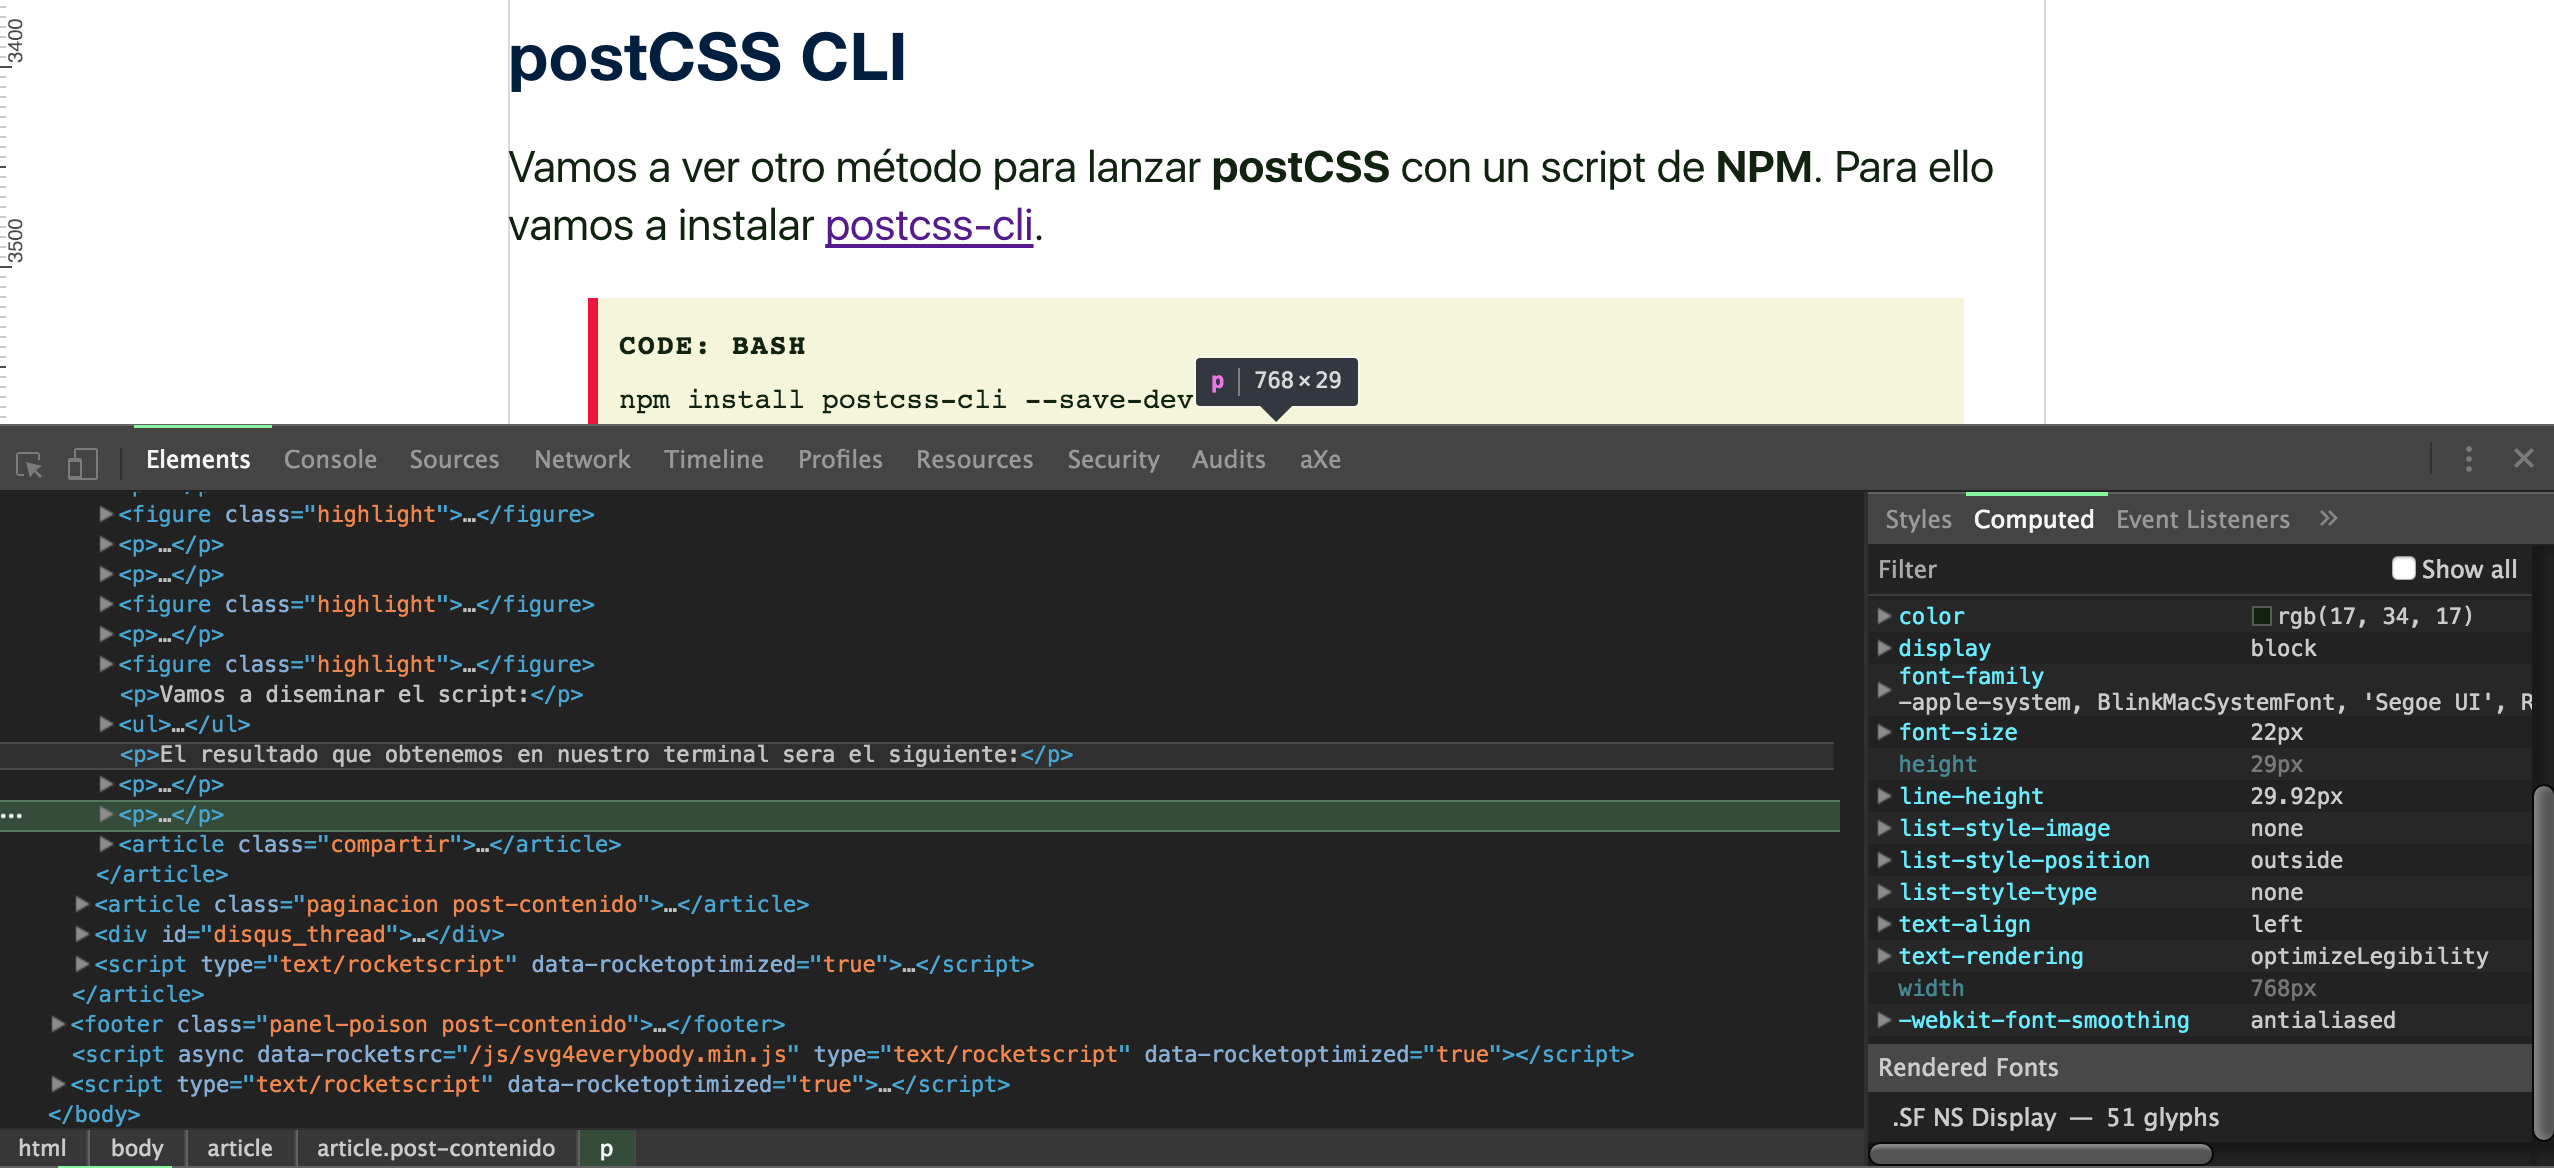 3400
postCSS CLI
Vamos a ver otro método para lanzar postCSS con un script de NPM. Para ello
vamos a instalar postcss-cli.
3500
CODE: BASH
npm install postcss-cli --save-dev
p 768×29
Elements Console Sources Network Timeline Profiles Resources Security Audits aXe
<figure class="highlight">…</figure>
<p>…</p>
<p>…</p>
<figure class="highlight">…</figure>
<p>…</p>
<figure class="highlight">…</figure>
<p>Vamos a diseminar el script:</p>
<ul>…</ul>
<p>El resultado que obtenemos en nuestro terminal sera el siguiente:</p>
<p>…</p>
<p>…</p>
<article class="compartir">…</article>
</article>
<article class="paginacion post-contenido">…</article>
<div id="disqus_thread">…</div>
<script type="text/rocketscript" data-rocketoptimized="true">…</script>
</article>
<footer class="panel-poison post-contenido">…</footer>
<script async data-rocketsrc="/js/svg4everybody.min.js" type="text/rocketscript" data-rocketoptimized="true"></script>
<script type="text/rocketscript" data-rocketoptimized="true">…</script>
</body>
html body article article.post-contenido p
Styles Computed Event Listeners »
Filter Show all
color rgb(17, 34, 17)
display block
font-family
-apple-system, BlinkMacSystemFont, 'Segoe UI', R
font-size 22px
height 29px
line-height 29.92px
list-style-image none
list-style-position outside
list-style-type none
text-align left
text-rendering optimizeLegibility
width 768px
-webkit-font-smoothing antialiased
Rendered Fonts
.SF NS Display — 51 glyphs